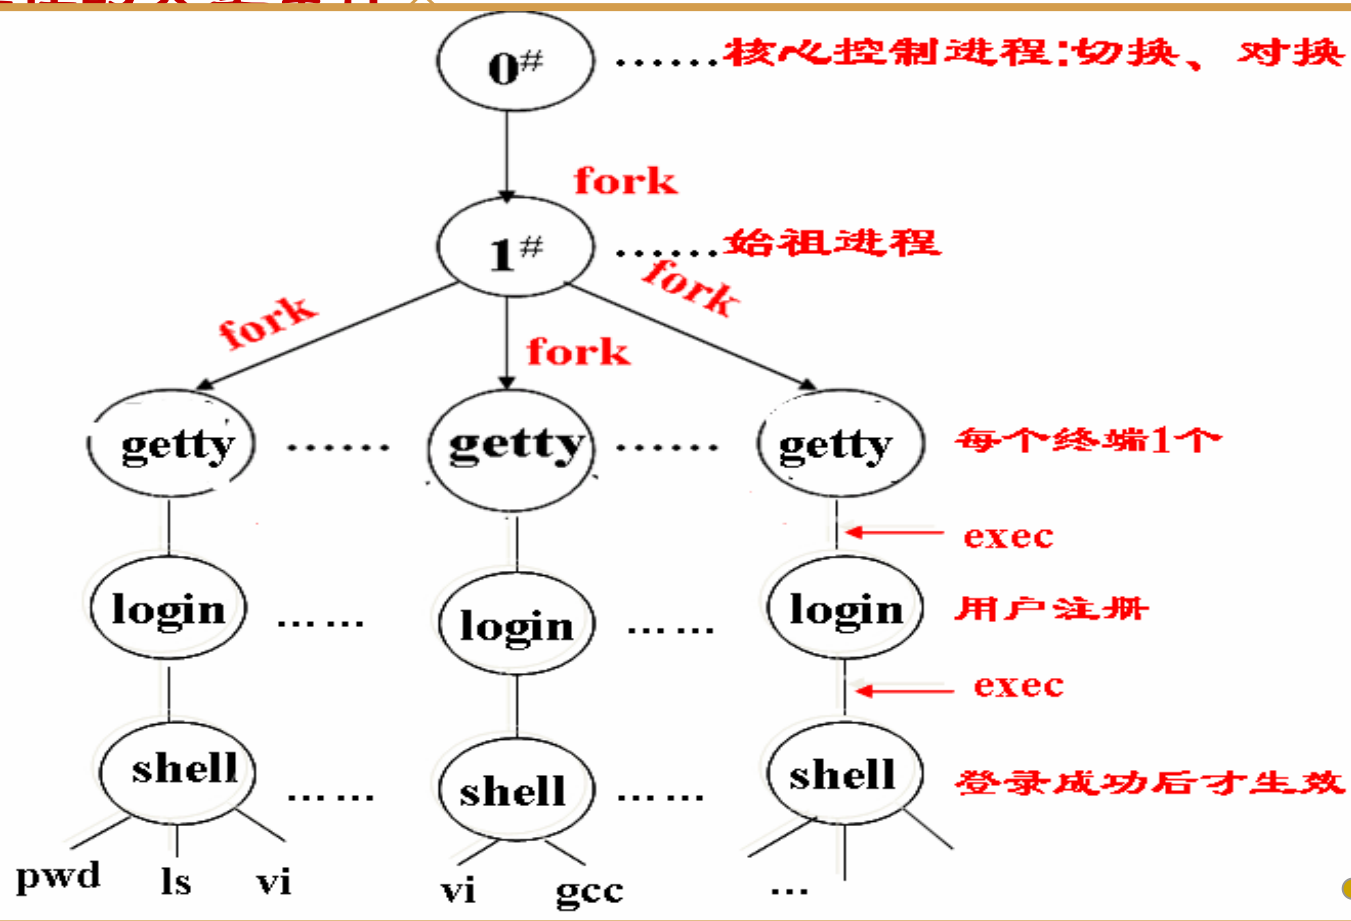 0# ......核心控制进程:切换、对换
fork
1# ......始祖进程
fork fork fork
getty ...... getty ...... getty 每个终端1个
exec
login ...... login ...... login 用户注册
exec
shell ...... shell ...... shell 登录成功后才生效
pwd ls vi vi gcc ...